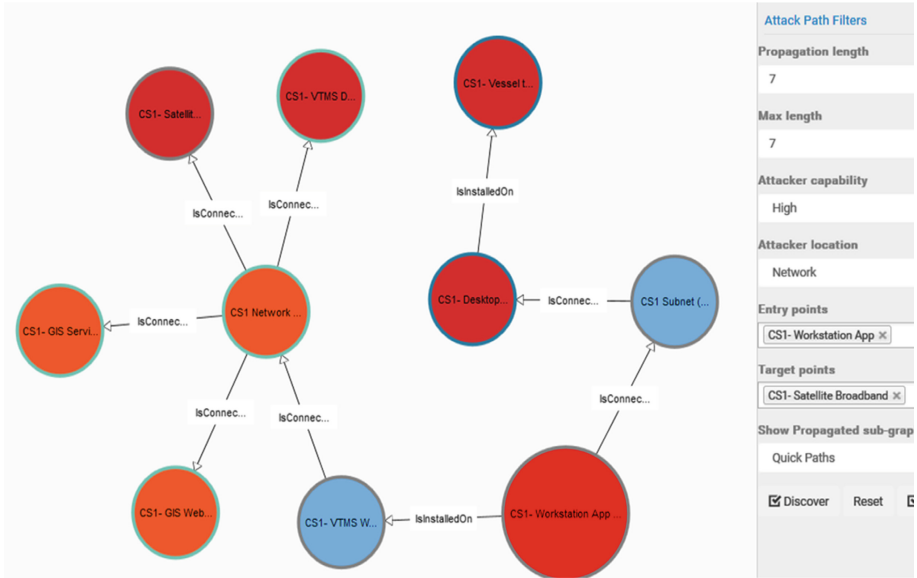 CS1- Satellit...
CS1- VTMS D...
CS1- Vessel t...
IsConnec...
IsConnec...
IsInstalledOn
CS1 Network ...
CS1- Desktop...
IsConnec...
CS1 Subnet (...
CS1- GIS Servi...
IsConnec...
IsConnec...
IsConnec...
IsConnec...
CS1- GIS Web...
CS1- VTMS W...
IsInstalledOn
CS1- Workstation App ...
Attack Path Filters
Propagation length
7
Max length
7
Attacker capability
High
Attacker location
Network
Entry points
CS1- Workstation App ×
Target points
CS1- Satellite Broadband ×
Show Propagated sub-grap
Quick Paths
Discover Reset